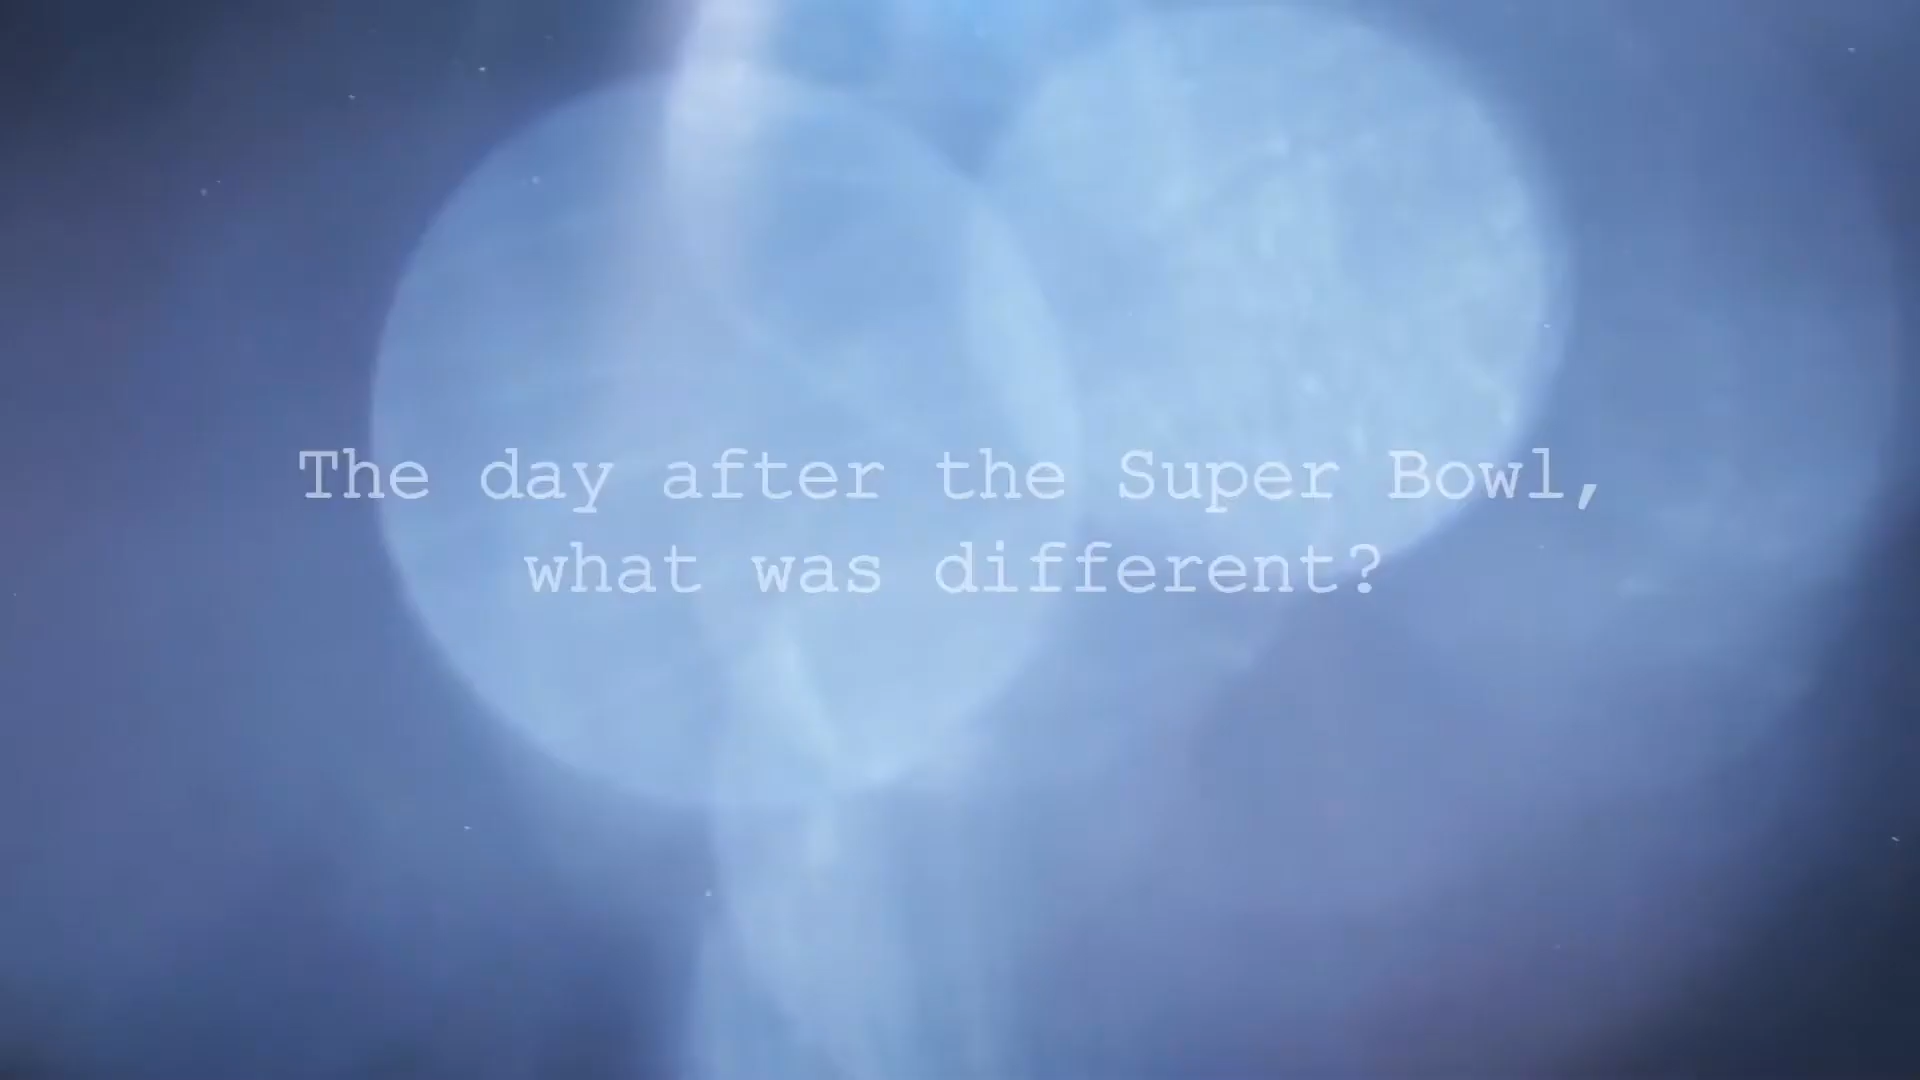 The day after the Super Bowl,
what was different?